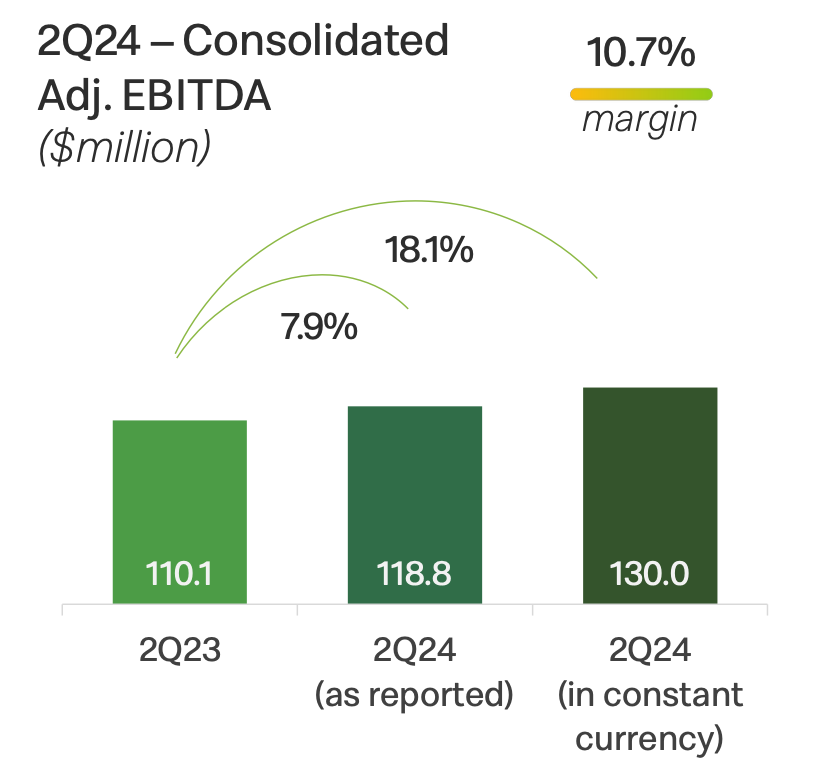 2Q24 – Consolidated
Adj. EBITDA
($million)
10.7%
margin
18.1%
7.9%
110.1
118.8
130.0
2Q23
2Q24
(as reported)
2Q24
(in constant
currency)